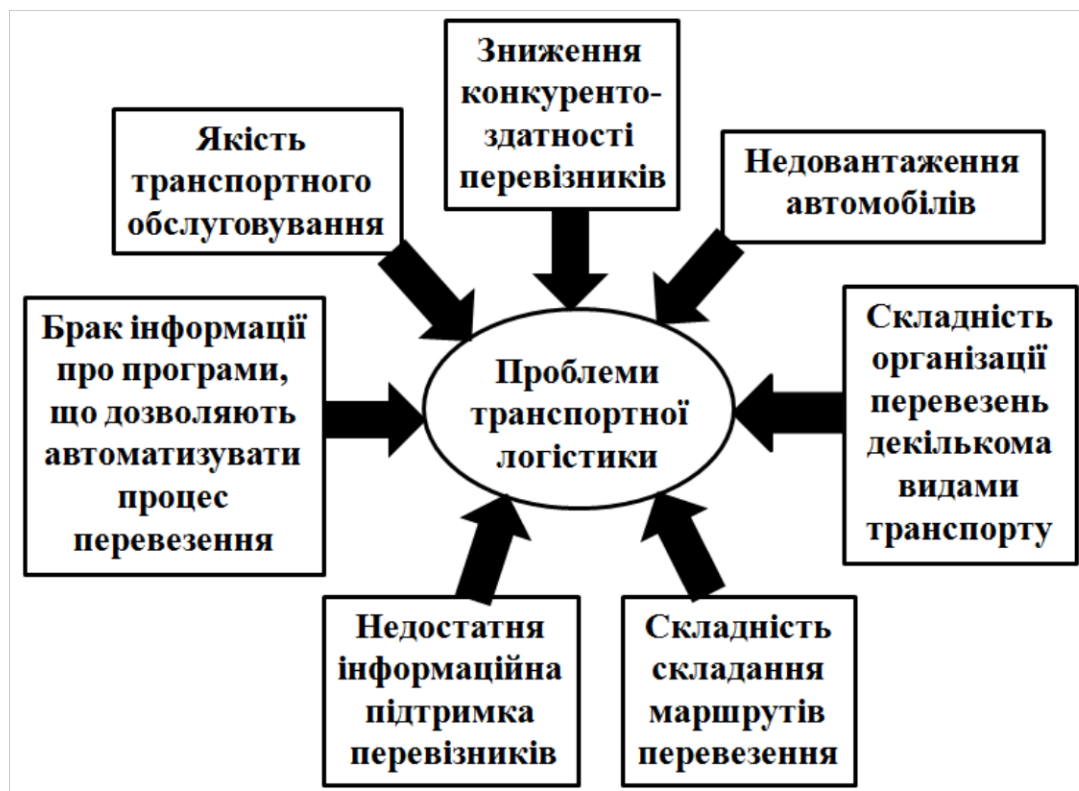 Зниження
конкуренто-
здатності
перевізників
Якість
транспортного
обслуговування
Недовантаження
автомобілів
Брак інформації
про програми,
що дозволяють
автоматизувати
процес
перевезення
Проблеми
транспортної
логістики
Складність
організації
перевезень
декількома
видами
транспорту
Недостатня
інформаційна
підтримка
перевізників
Складність
складання
маршрутів
перевезення